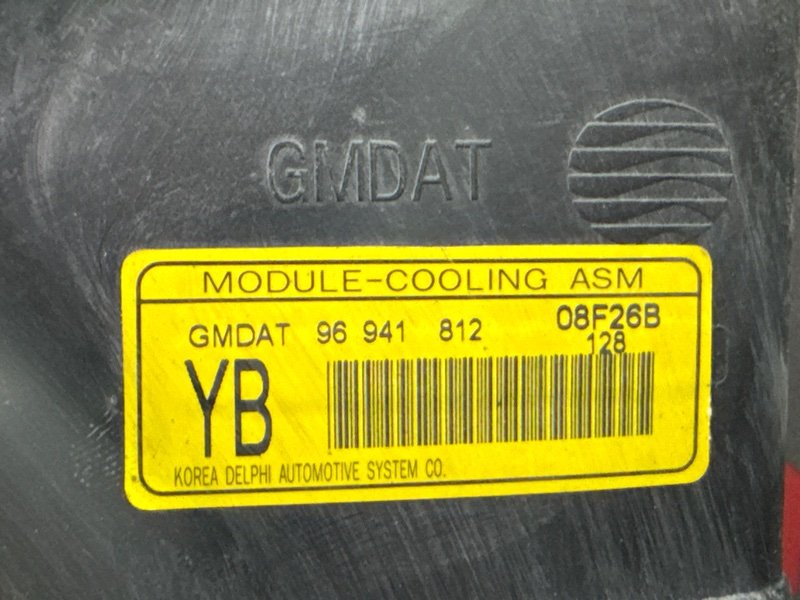 GMDAT
MODULE-COOLING ASM
GMDAT 96 941 812 08F26B
128
YB
KOREA DELPHI AUTOMOTIVE SYSTEM CO.